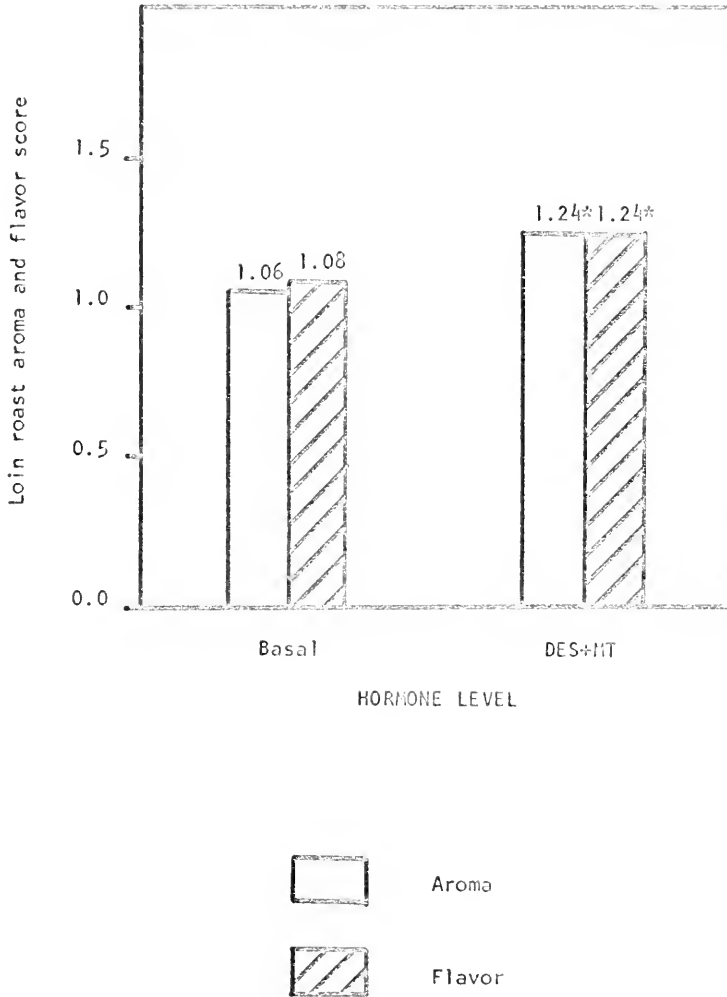 Loin roast aroma and flavor score
1.5
1.24* 1.24*
1.06 1.08
1.0
0.5
0.0
Basal DES+MT
HORMONE LEVEL
Aroma
Flavor